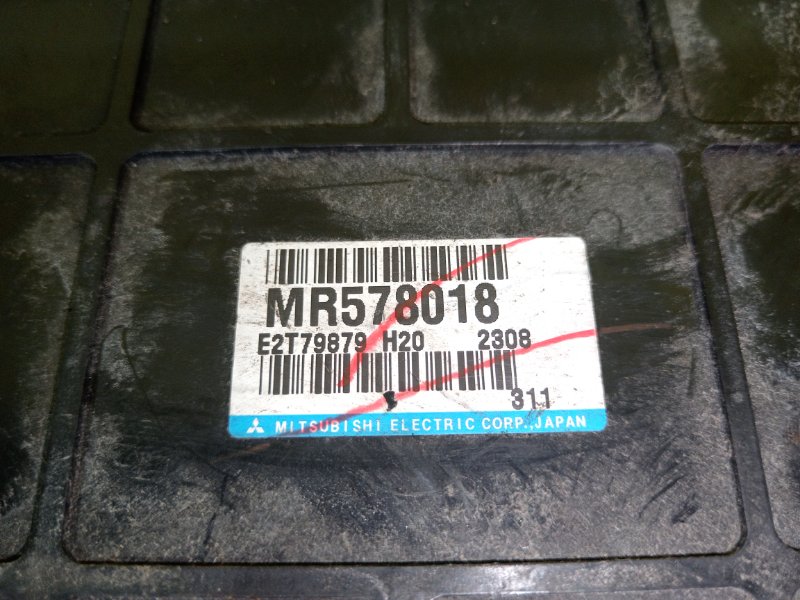 MR578018
E2T79879 H20 2308
311
MITSUBISHI ELECTRIC CORP. JAPAN